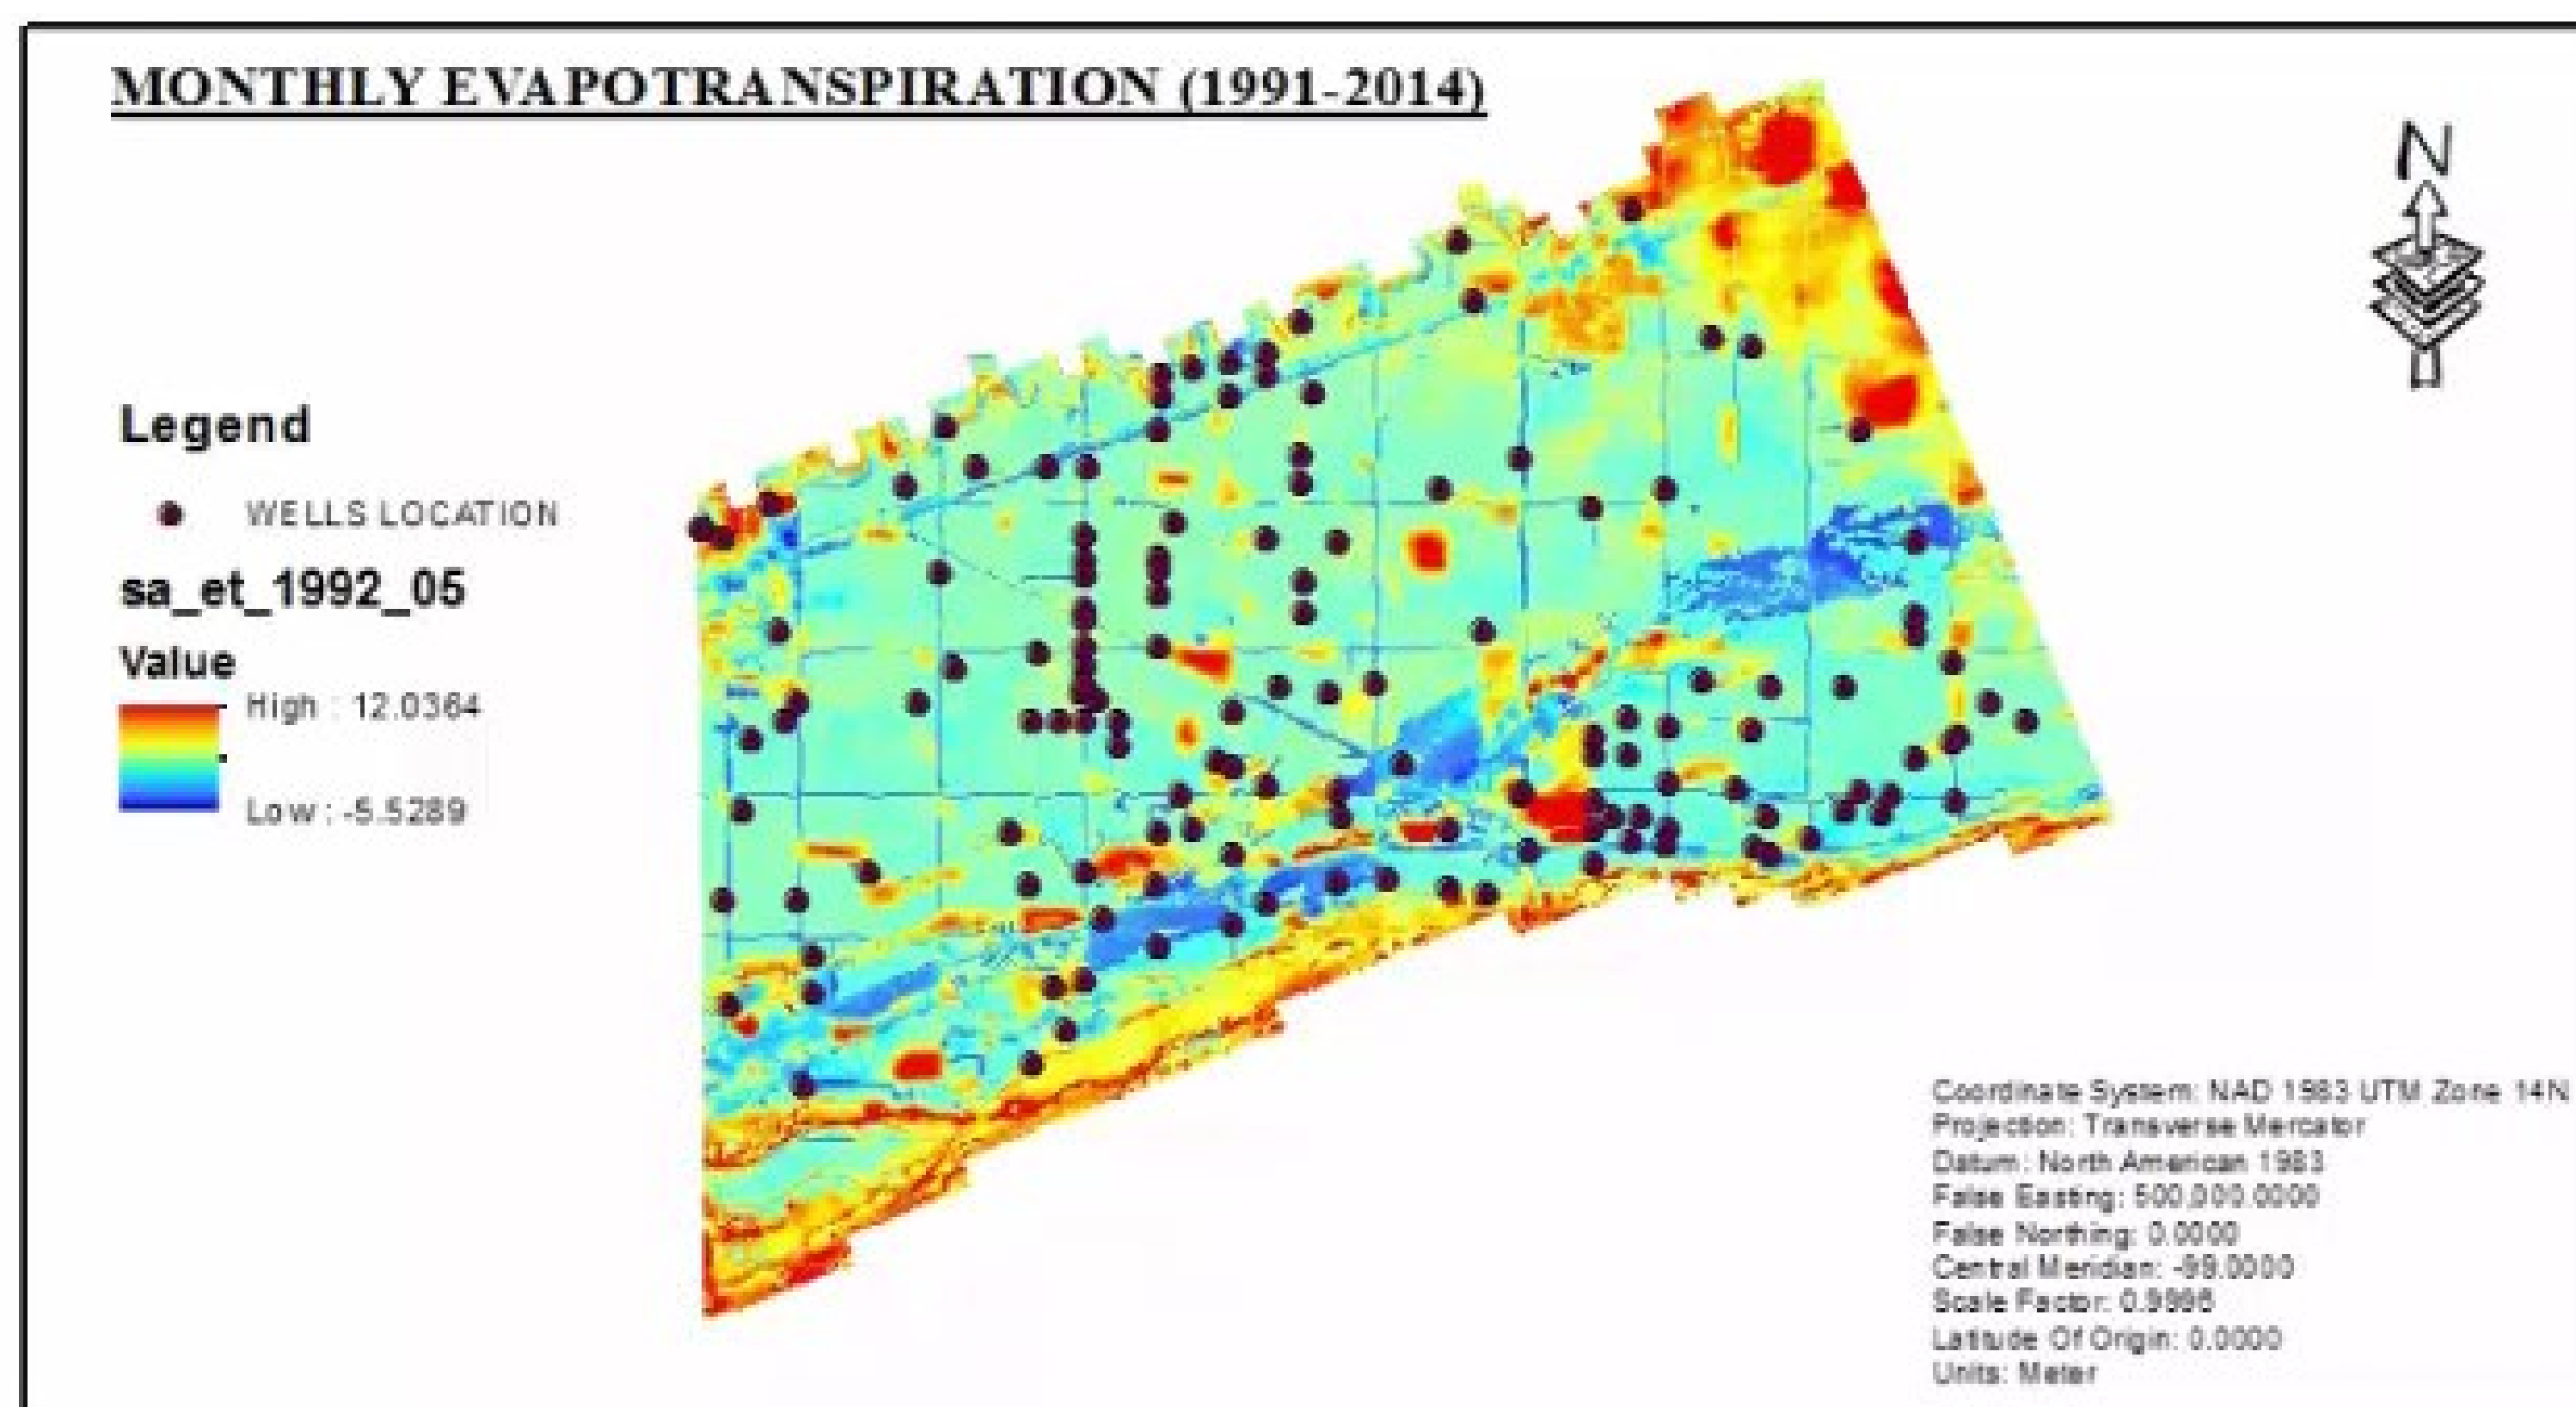 MONTHLY EVAPOTRANSPIRATION (1991-2014)
N
Legend
WELLS LOCATION
sa_et_1992_05
Value
High : 12.0364
Low : -5.5289
Coordinate System: NAD 1983 UTM Zone 14N
Projection: Transverse Mercator
Datum: North American 1983
False Easting: 500,000.0000
False Northing: 0.0000
Central Meridian: -99.0000
Scale Factor: 0.9996
Latitude Of Origin: 0.0000
Units: Meter